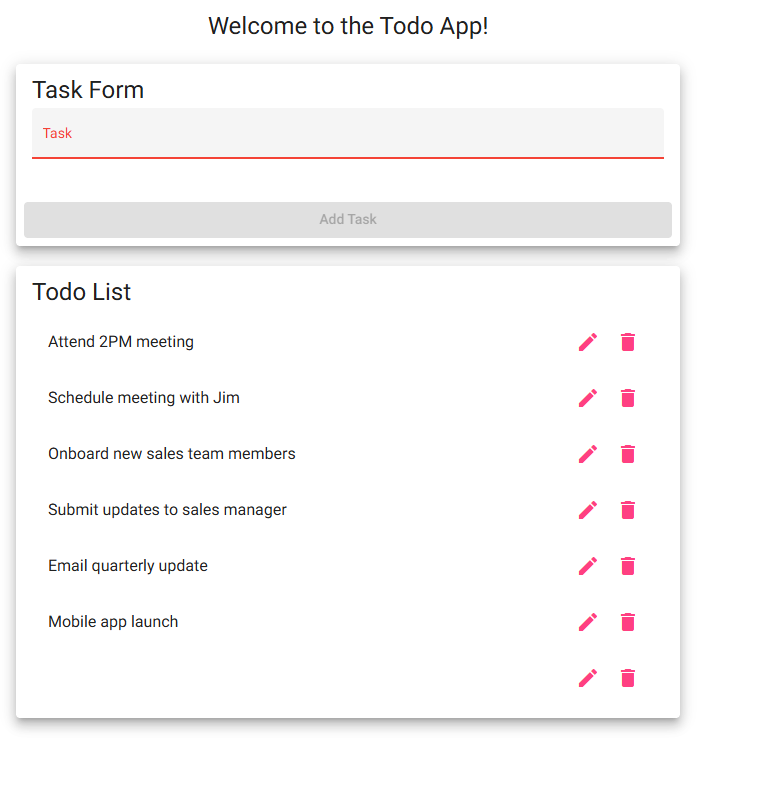 Welcome to the Todo App!
Task Form
Task
Add Task
Todo List
Attend 2PM meeting
Schedule meeting with Jim
Onboard new sales team members
Submit updates to sales manager
Email quarterly update
Mobile app launch